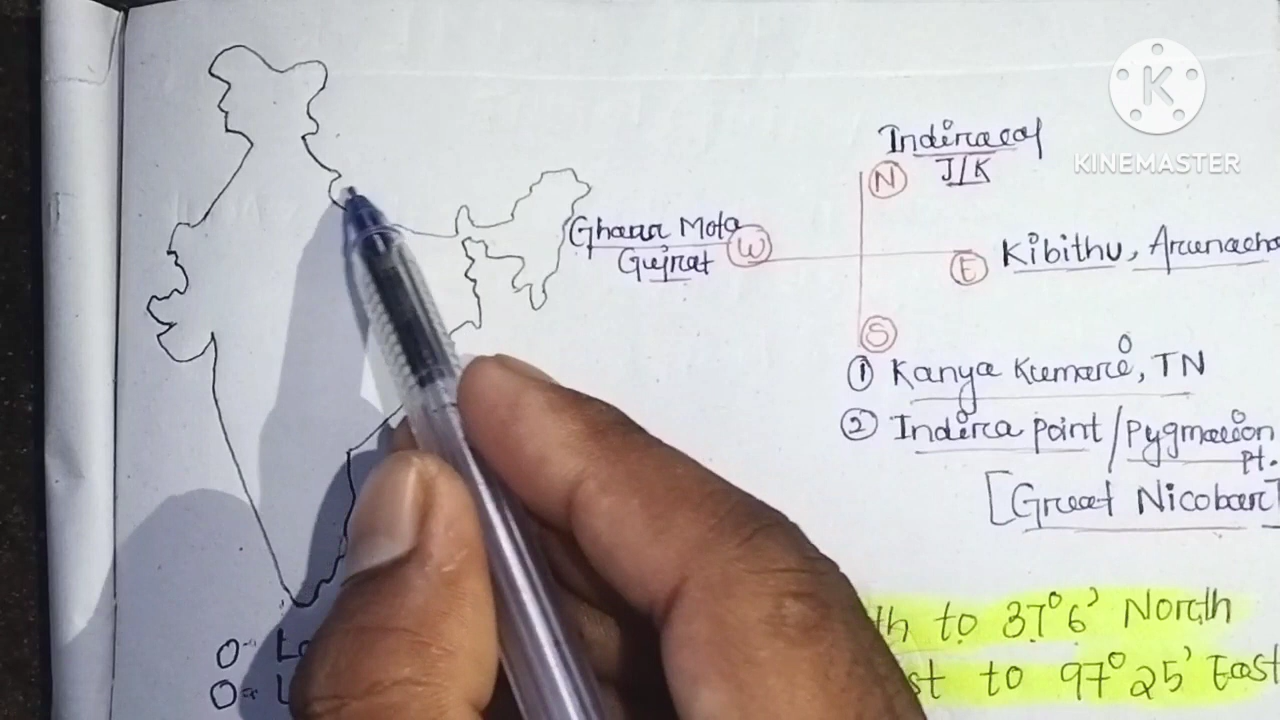 KINEMASTER
Indiracol
J/K
N
Ghaur Mota
Gujrat
W
E
Kibithu, Arunacha
S
① Kanya Kumari, TN
② Indira point / Pygmalion
pt.
[Great Nicobar]
th to 37°6' North
st to 97°25' East